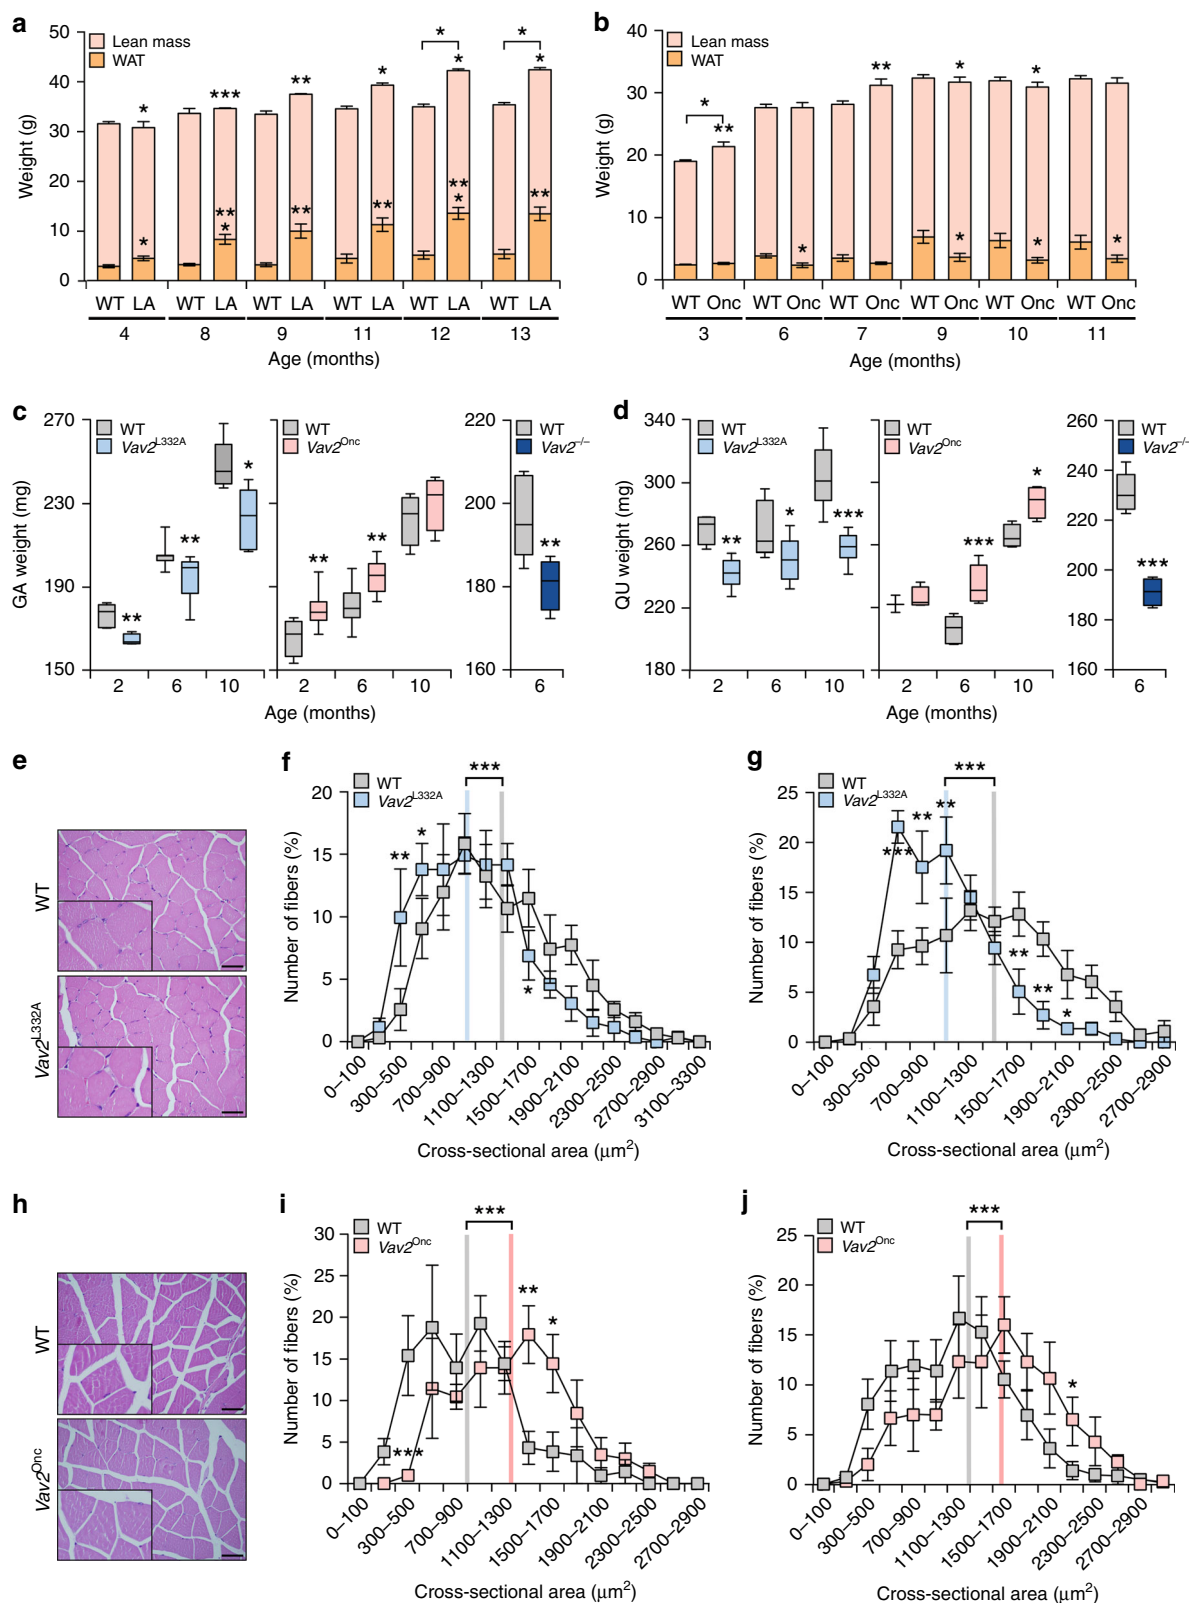 a
50
40
30
20
10
0
Weight (g)
Lean mass
WAT
*
***
**
*
* *
* *
*
** *
**
**
** *
**
WT LA WT LA WT LA WT LA WT LA WT LA
4 8 9 11 12 13
Age (months)
b
40
30
20
10
0
Weight (g)
Lean mass
WAT
*
**
**
*
*
*
*
*
*
WT Onc WT Onc WT Onc WT Onc WT Onc WT Onc
3 6 7 9 10 11
Age (months)
c
270
230
190
150
GA weight (mg)
WT
Vav2L332A
**
**
*
2 6 10
WT
Vav2Onc
**
**
2 6 10
220
200
180
160
WT
Vav2–/–
**
6
Age (months)
d
340
300
260
220
180
QU weight (mg)
WT
Vav2L332A
**
*
***
2 6 10
WT
Vav2Onc
***
*
2 6 10
260
240
220
200
190
160
WT
Vav2–/–
***
6
Age (months)
e
WT
Vav2L332A
f
WT
Vav2L332A
***
20
15
10
5
0
Number of fibers (%)
**
*
*
0–100 300–500 700–900 1100–1300 1500–1700 1900–2100 2300–2500 2700–2900 3100–3300
Cross-sectional area (μm2)
g
WT
Vav2L332A
***
25
20
15
10
5
0
Number of fibers (%)
***
**
**
**
**
*
0–100 300–500 700–900 1100–1300 1500–1700 1900–2100 2300–2500 2700–2900
Cross-sectional area (μm2)
h
WT
Vav2Onc
i
WT
Vav2Onc
***
30
25
20
15
10
5
0
Number of fibers (%)
***
**
*
0–100 300–500 700–900 1100–1300 1500–1700 1900–2100 2300–2500 2700–2900
Cross-sectional area (μm2)
j
WT
Vav2Onc
***
25
20
15
10
5
0
Number of fibers (%)
*
0–100 300–500 700–900 1100–1300 1500–1700 1900–2100 2300–2500 2700–2900
Cross-sectional area (μm2)